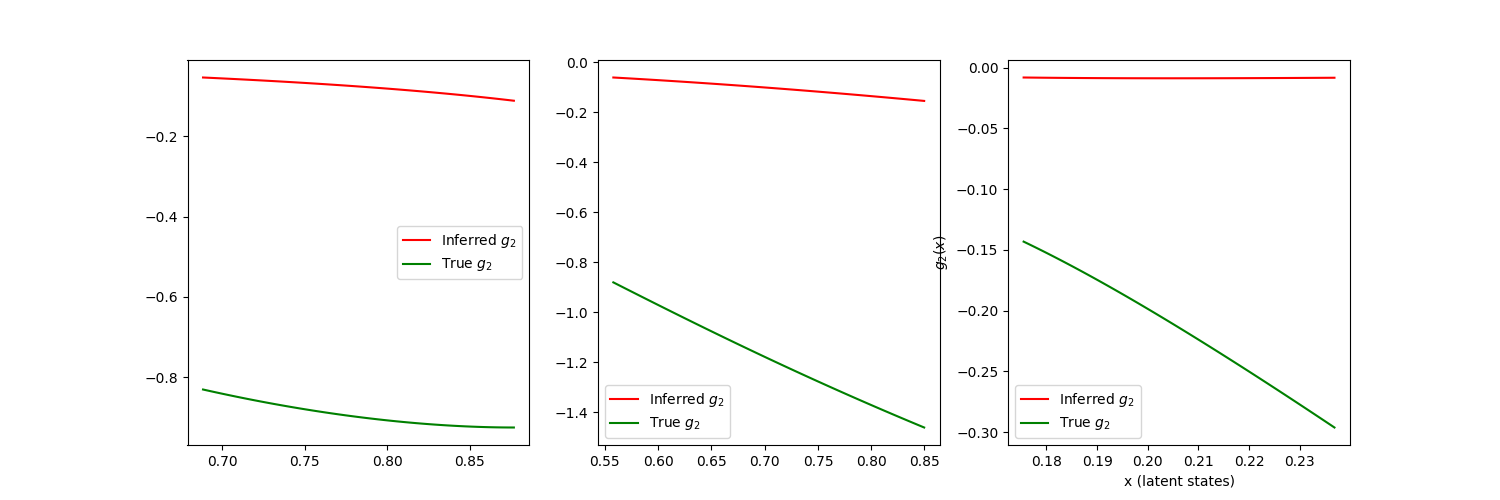 −0.2
−0.4
−0.6
−0.8
0.70 0.75 0.80 0.85
Inferred g₂
True g₂
0.0
−0.2
−0.4
−0.6
−0.8
−1.0
−1.2
−1.4
0.55 0.60 0.65 0.70 0.75 0.80 0.85
Inferred g₂
True g₂
g₂(x)
0.00
−0.05
−0.10
−0.15
−0.20
−0.25
−0.30
0.18 0.19 0.20 0.21 0.22 0.23
x (latent states)
Inferred g₂
True g₂